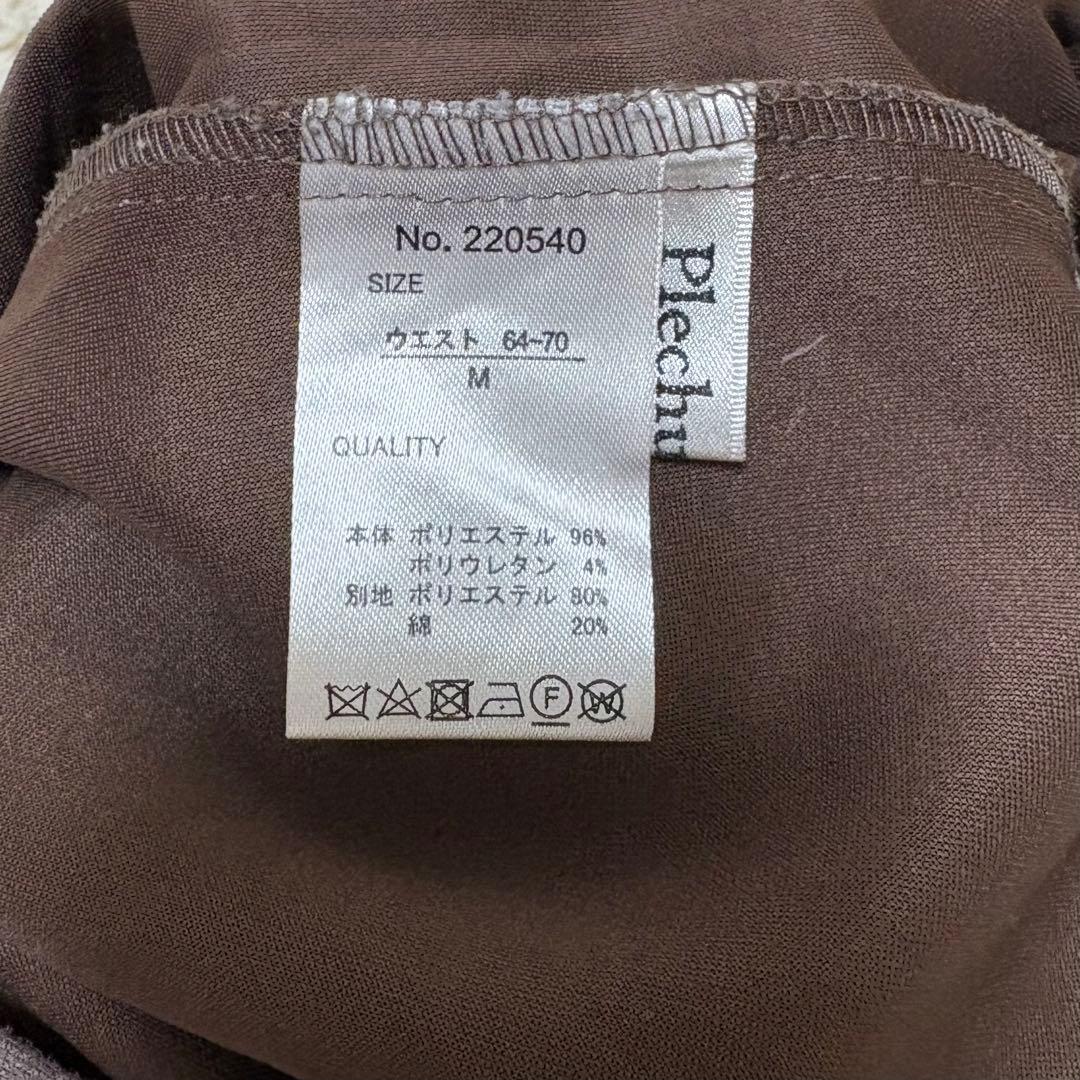 No. 220540
SIZE
ウエスト 64~70
M
QUALITY
本体 ポリエステル 96%
ポリウレタン 4%
別地 ポリエステル 80%
綿 20%
F
W
Plechu